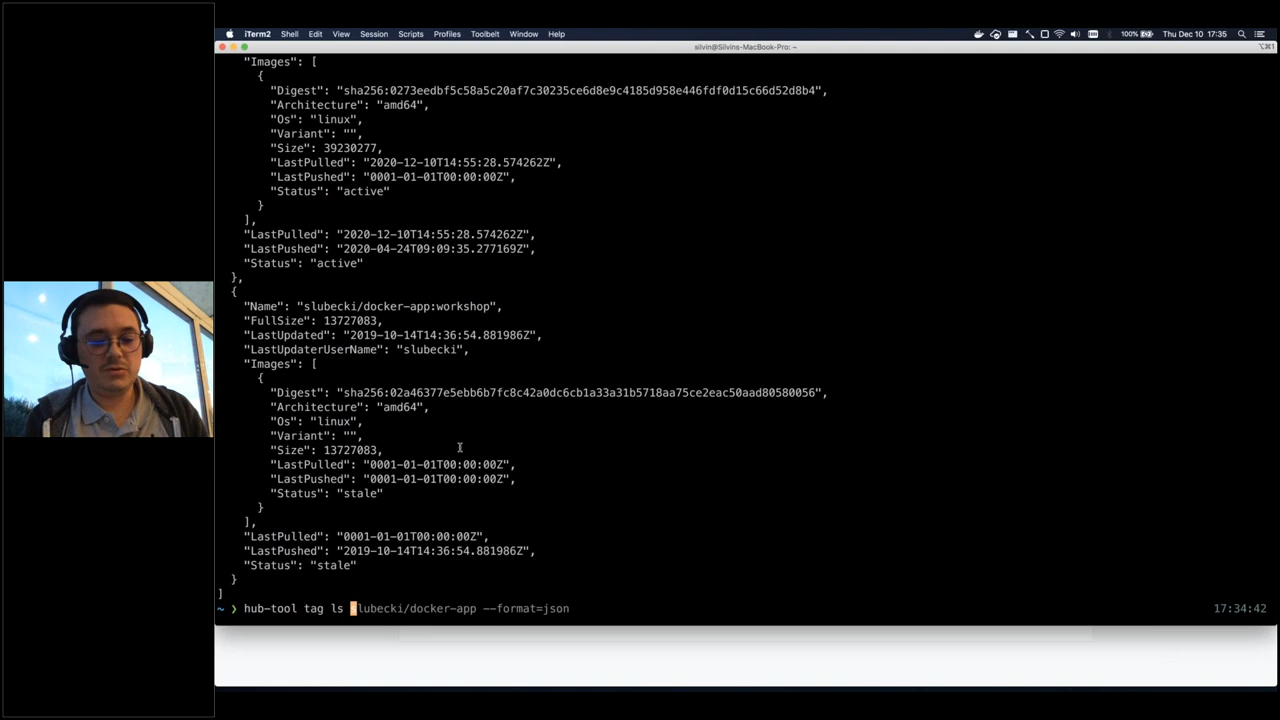 iTerm2 Shell Edit View Session Scripts Profiles Toolbelt Window Help 100% Thu Dec 10 17:35
silvin@Silvins-MacBook-Pro: ~ ⌥⌘1
"Images": [
{
"Digest": "sha256:0273eedbf5c58a5c20af7c30235ce6d8e9c4185d958e446fdf0d15c66d52d8b4",
"Architecture": "amd64",
"Os": "linux",
"Variant": "",
"Size": 39230277,
"LastPulled": "2020-12-10T14:55:28.574262Z",
"LastPushed": "0001-01-01T00:00:00Z",
"Status": "active"
}
],
"LastPulled": "2020-12-10T14:55:28.574262Z",
"LastPushed": "2020-04-24T09:09:35.277169Z",
"Status": "active"
},
{
"Name": "slubecki/docker-app:workshop",
"FullSize": 13727083,
"LastUpdated": "2019-10-14T14:36:54.881986Z",
"LastUpdaterUserName": "slubecki",
"Images": [
{
"Digest": "sha256:02a46377e5ebb6b7fc8c42a0dc6cb1a33a31b5718aa75ce2eac50aad80580056",
"Architecture": "amd64",
"Os": "linux",
"Variant": "",
"Size": 13727083,
"LastPulled": "0001-01-01T00:00:00Z",
"LastPushed": "0001-01-01T00:00:00Z",
"Status": "stale"
}
],
"LastPulled": "0001-01-01T00:00:00Z",
"LastPushed": "2019-10-14T14:36:54.881986Z",
"Status": "stale"
}
]
~ ❯ hub-tool tag ls slubecki/docker-app --format=json 17:34:42